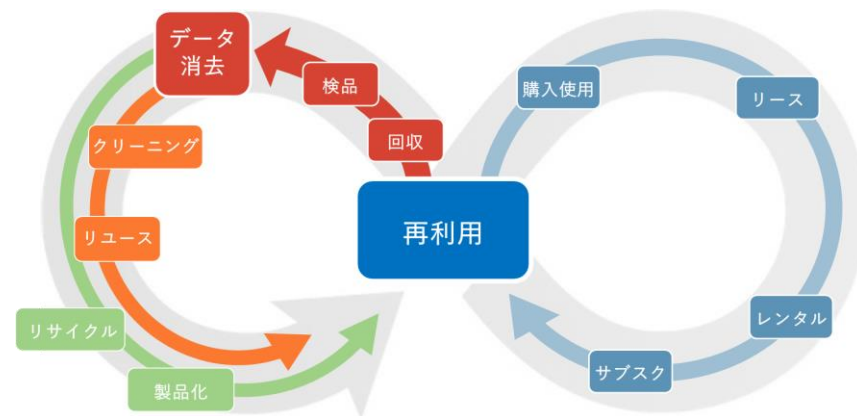 データ
消去
検品
回収
クリーニング
リユース
リサイクル
製品化
再利用
購入使用
リース
レンタル
サブスク